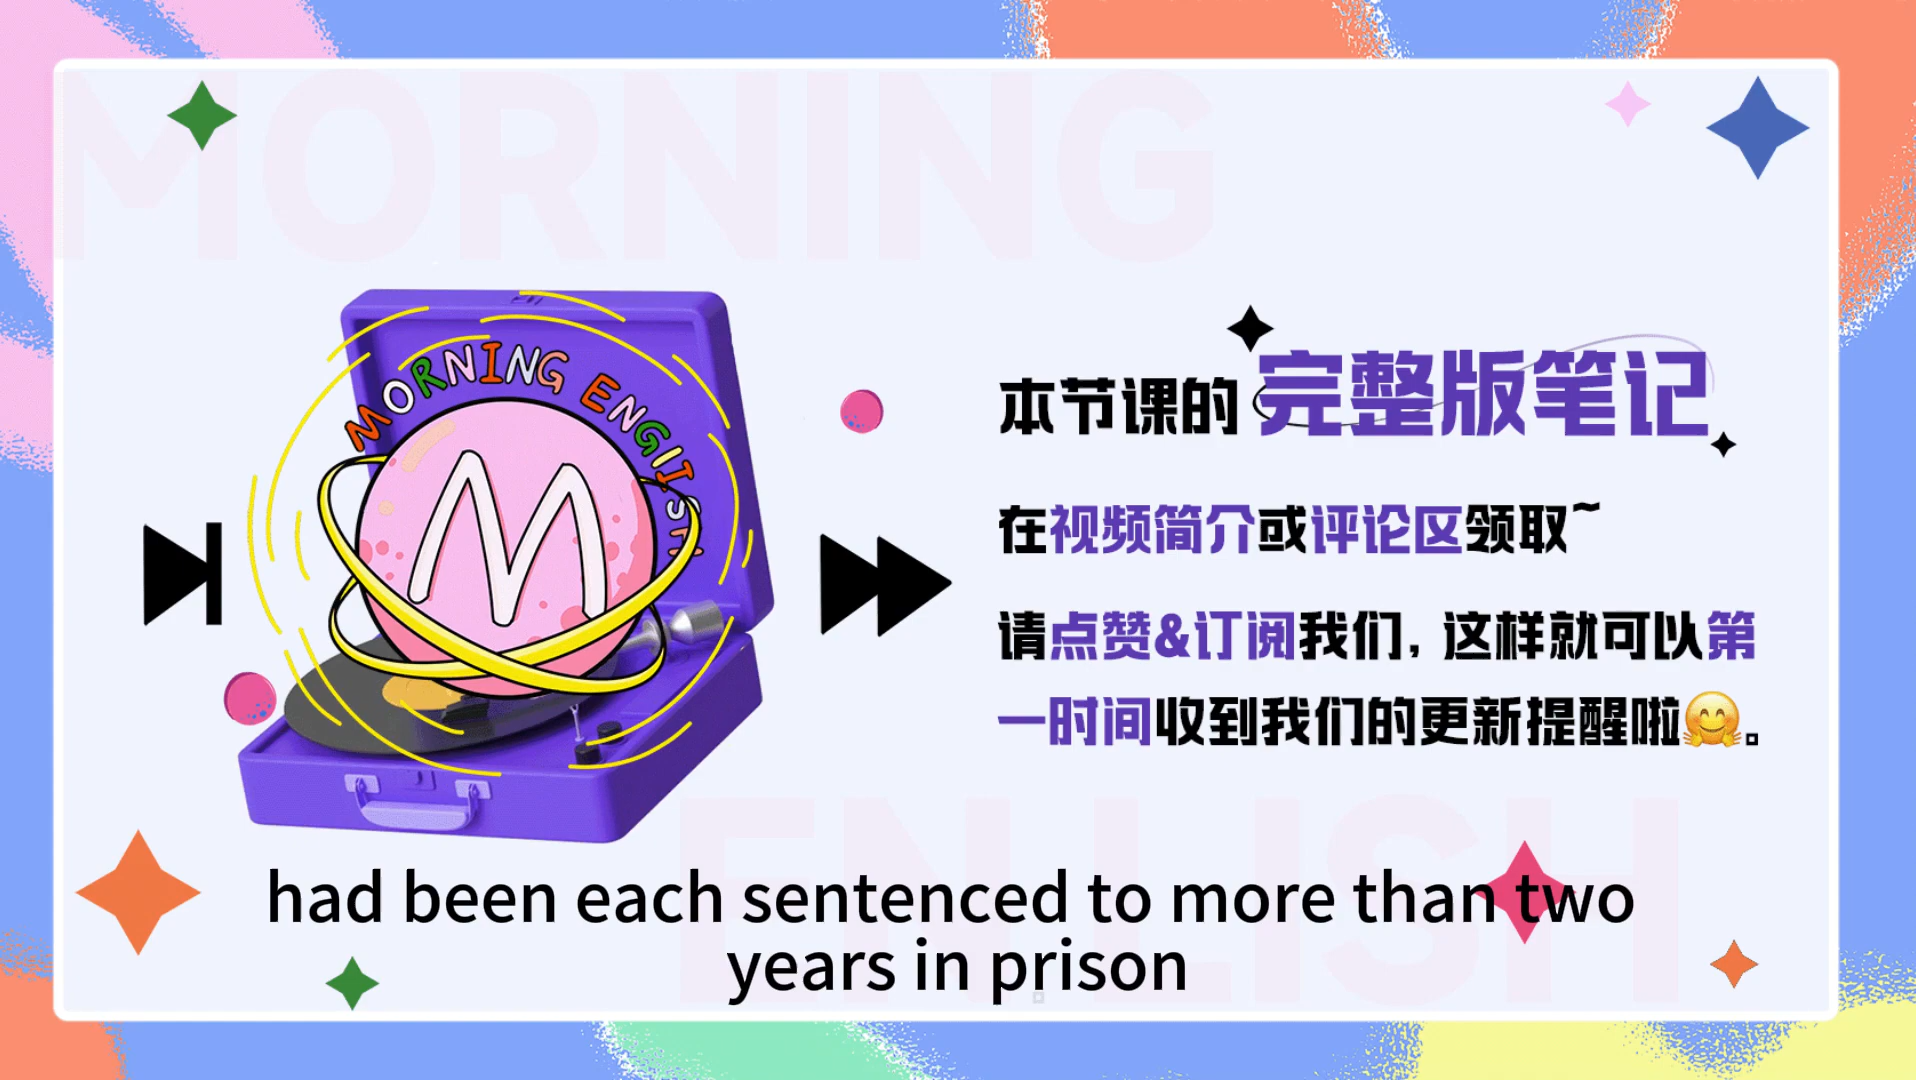 MORNING
MORNING ENGlISH
M
本节课的 完整版笔记
在视频简介或评论区领取~
请点赞&订阅我们，这样就可以第
一时间收到我们的更新提醒啦🤗。
ENGLISH
had been each sentenced to more than two
years in prison